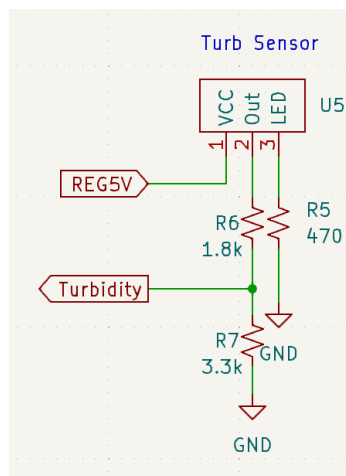 Turb Sensor
VCC
Out
LED
U5
1
2
3
REG5V
R6
1.8k
R5
470
Turbidity
R7
3.3k
GND
GND